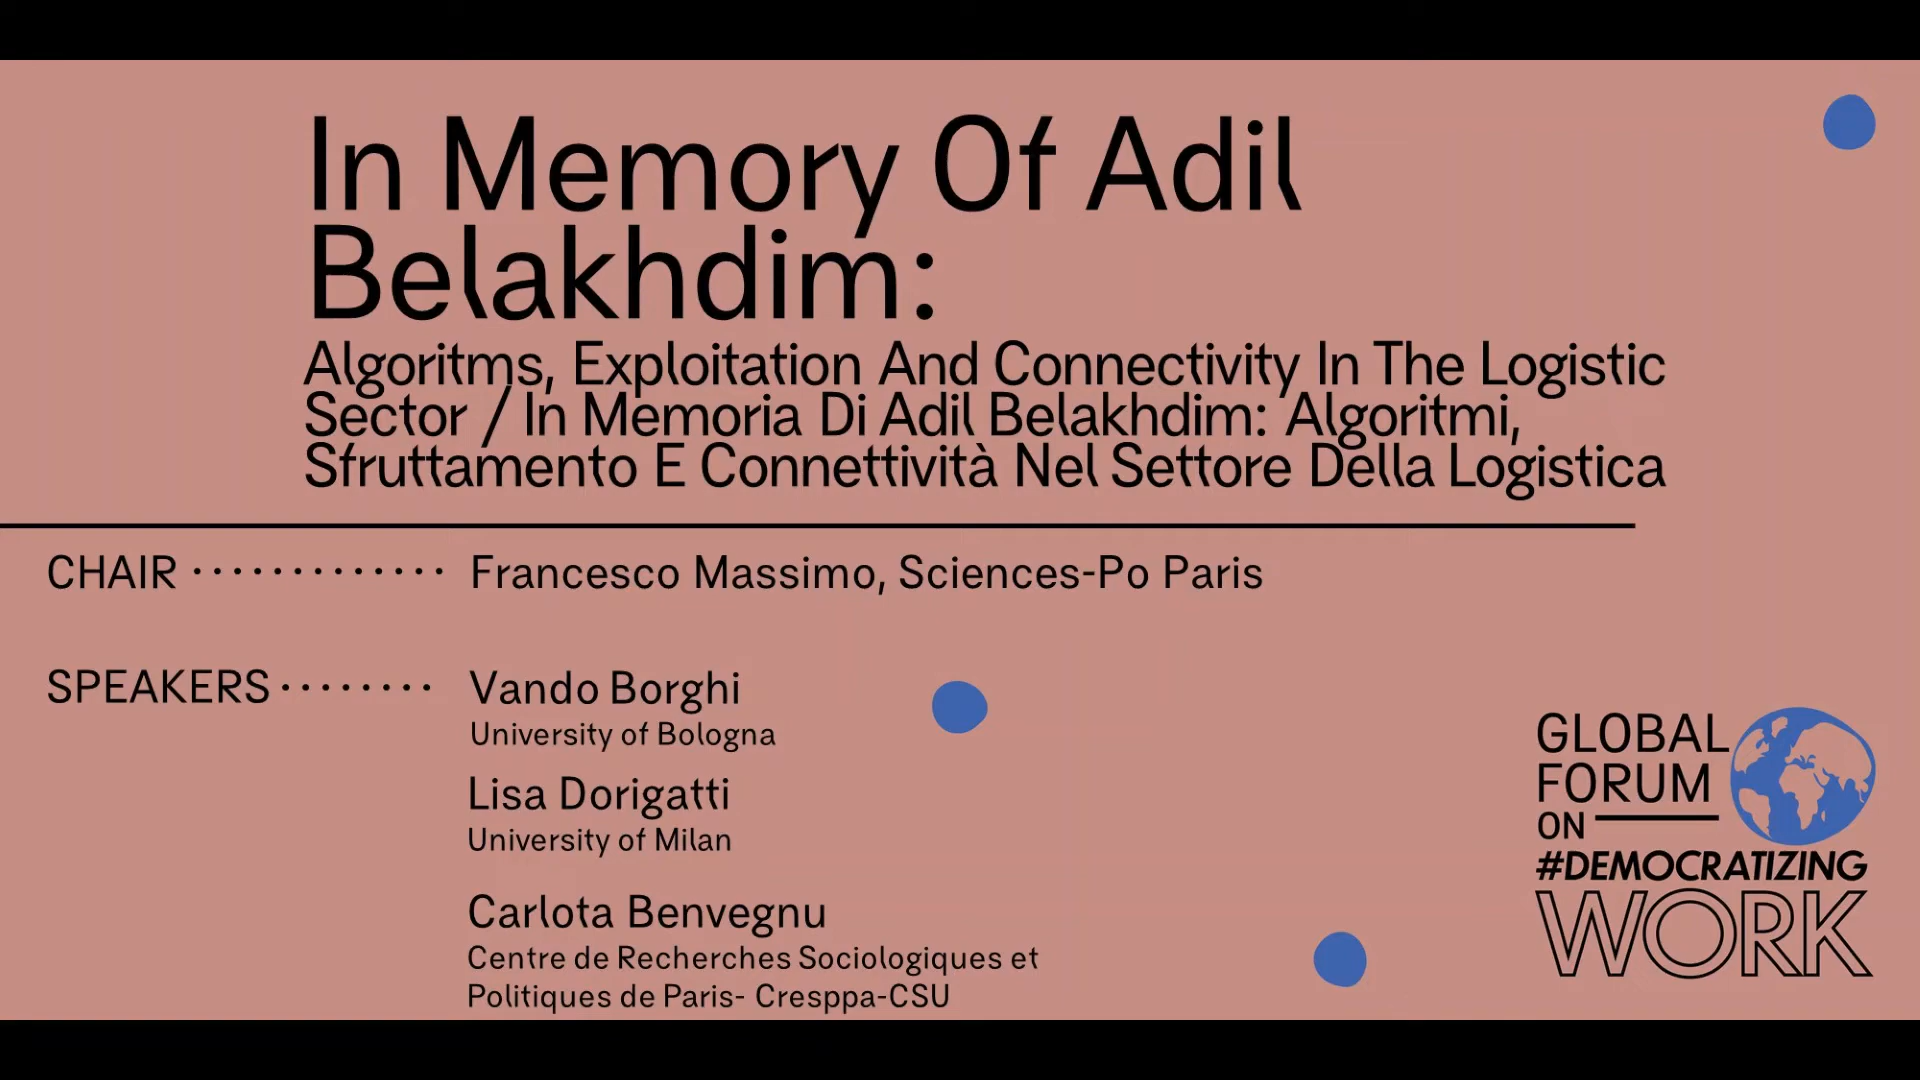 In Memory Of Adil
Belakhdim:
Algoritms, Exploitation And Connectivity In The Logistic
Sector / In Memoria Di Adil Belakhdim: Algoritmi,
Sfruttamento E Connettività Nel Settore Della Logistica
CHAIR ············· Francesco Massimo, Sciences-Po Paris
SPEAKERS ········ Vando Borghi
University of Bologna
Lisa Dorigatti
University of Milan
Carlota Benvegnu
Centre de Recherches Sociologiques et
Politiques de Paris- Cresppa-CSU
GLOBAL
FORUM
ON
#DEMOCRATIZING
WORK